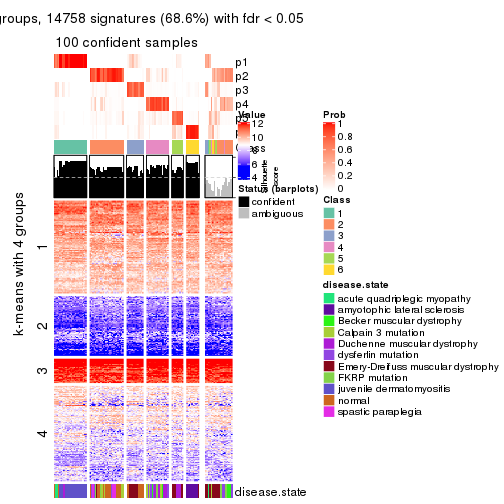 groups, 14758 signatures (68.6%) with fdr < 0.05
100 confident samples
p1
p2
p3
p4
k-means with 4 groups
1
2
3
4
disease.state
Value
12
10
8
6
4
Silhouette
score
Status (barplots)
confident
ambiguous
Prob
1
0.8
0.6
0.4
0.2
0
Class
1
2
3
4
5
6
disease.state
acute quadriplegic myopathy
amyotophic lateral sclerosis
Becker muscular dystrophy
Calpain 3 mutation
Duchenne muscular dystrophy
dysferlin mutation
Emery-Dreifuss muscular dystrophy
FKRP mutation
juvenile dermatomyositis
normal
spastic paraplegia